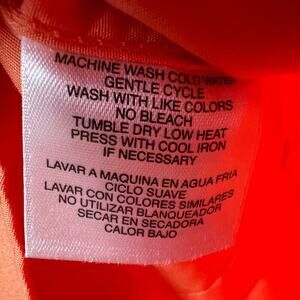 MACHINE WASH COLD WATER
GENTLE CYCLE
WASH WITH LIKE COLORS
NO BLEACH
TUMBLE DRY LOW HEAT
PRESS WITH COOL IRON
IF NECESSARY
LAVAR A MAQUINA EN AGUA FRIA
CICLO SUAVE
LAVAR CON COLORES SIMILARES
NO UTILIZAR BLANQUEADOR
SECAR EN SECADORA
CALOR BAJO